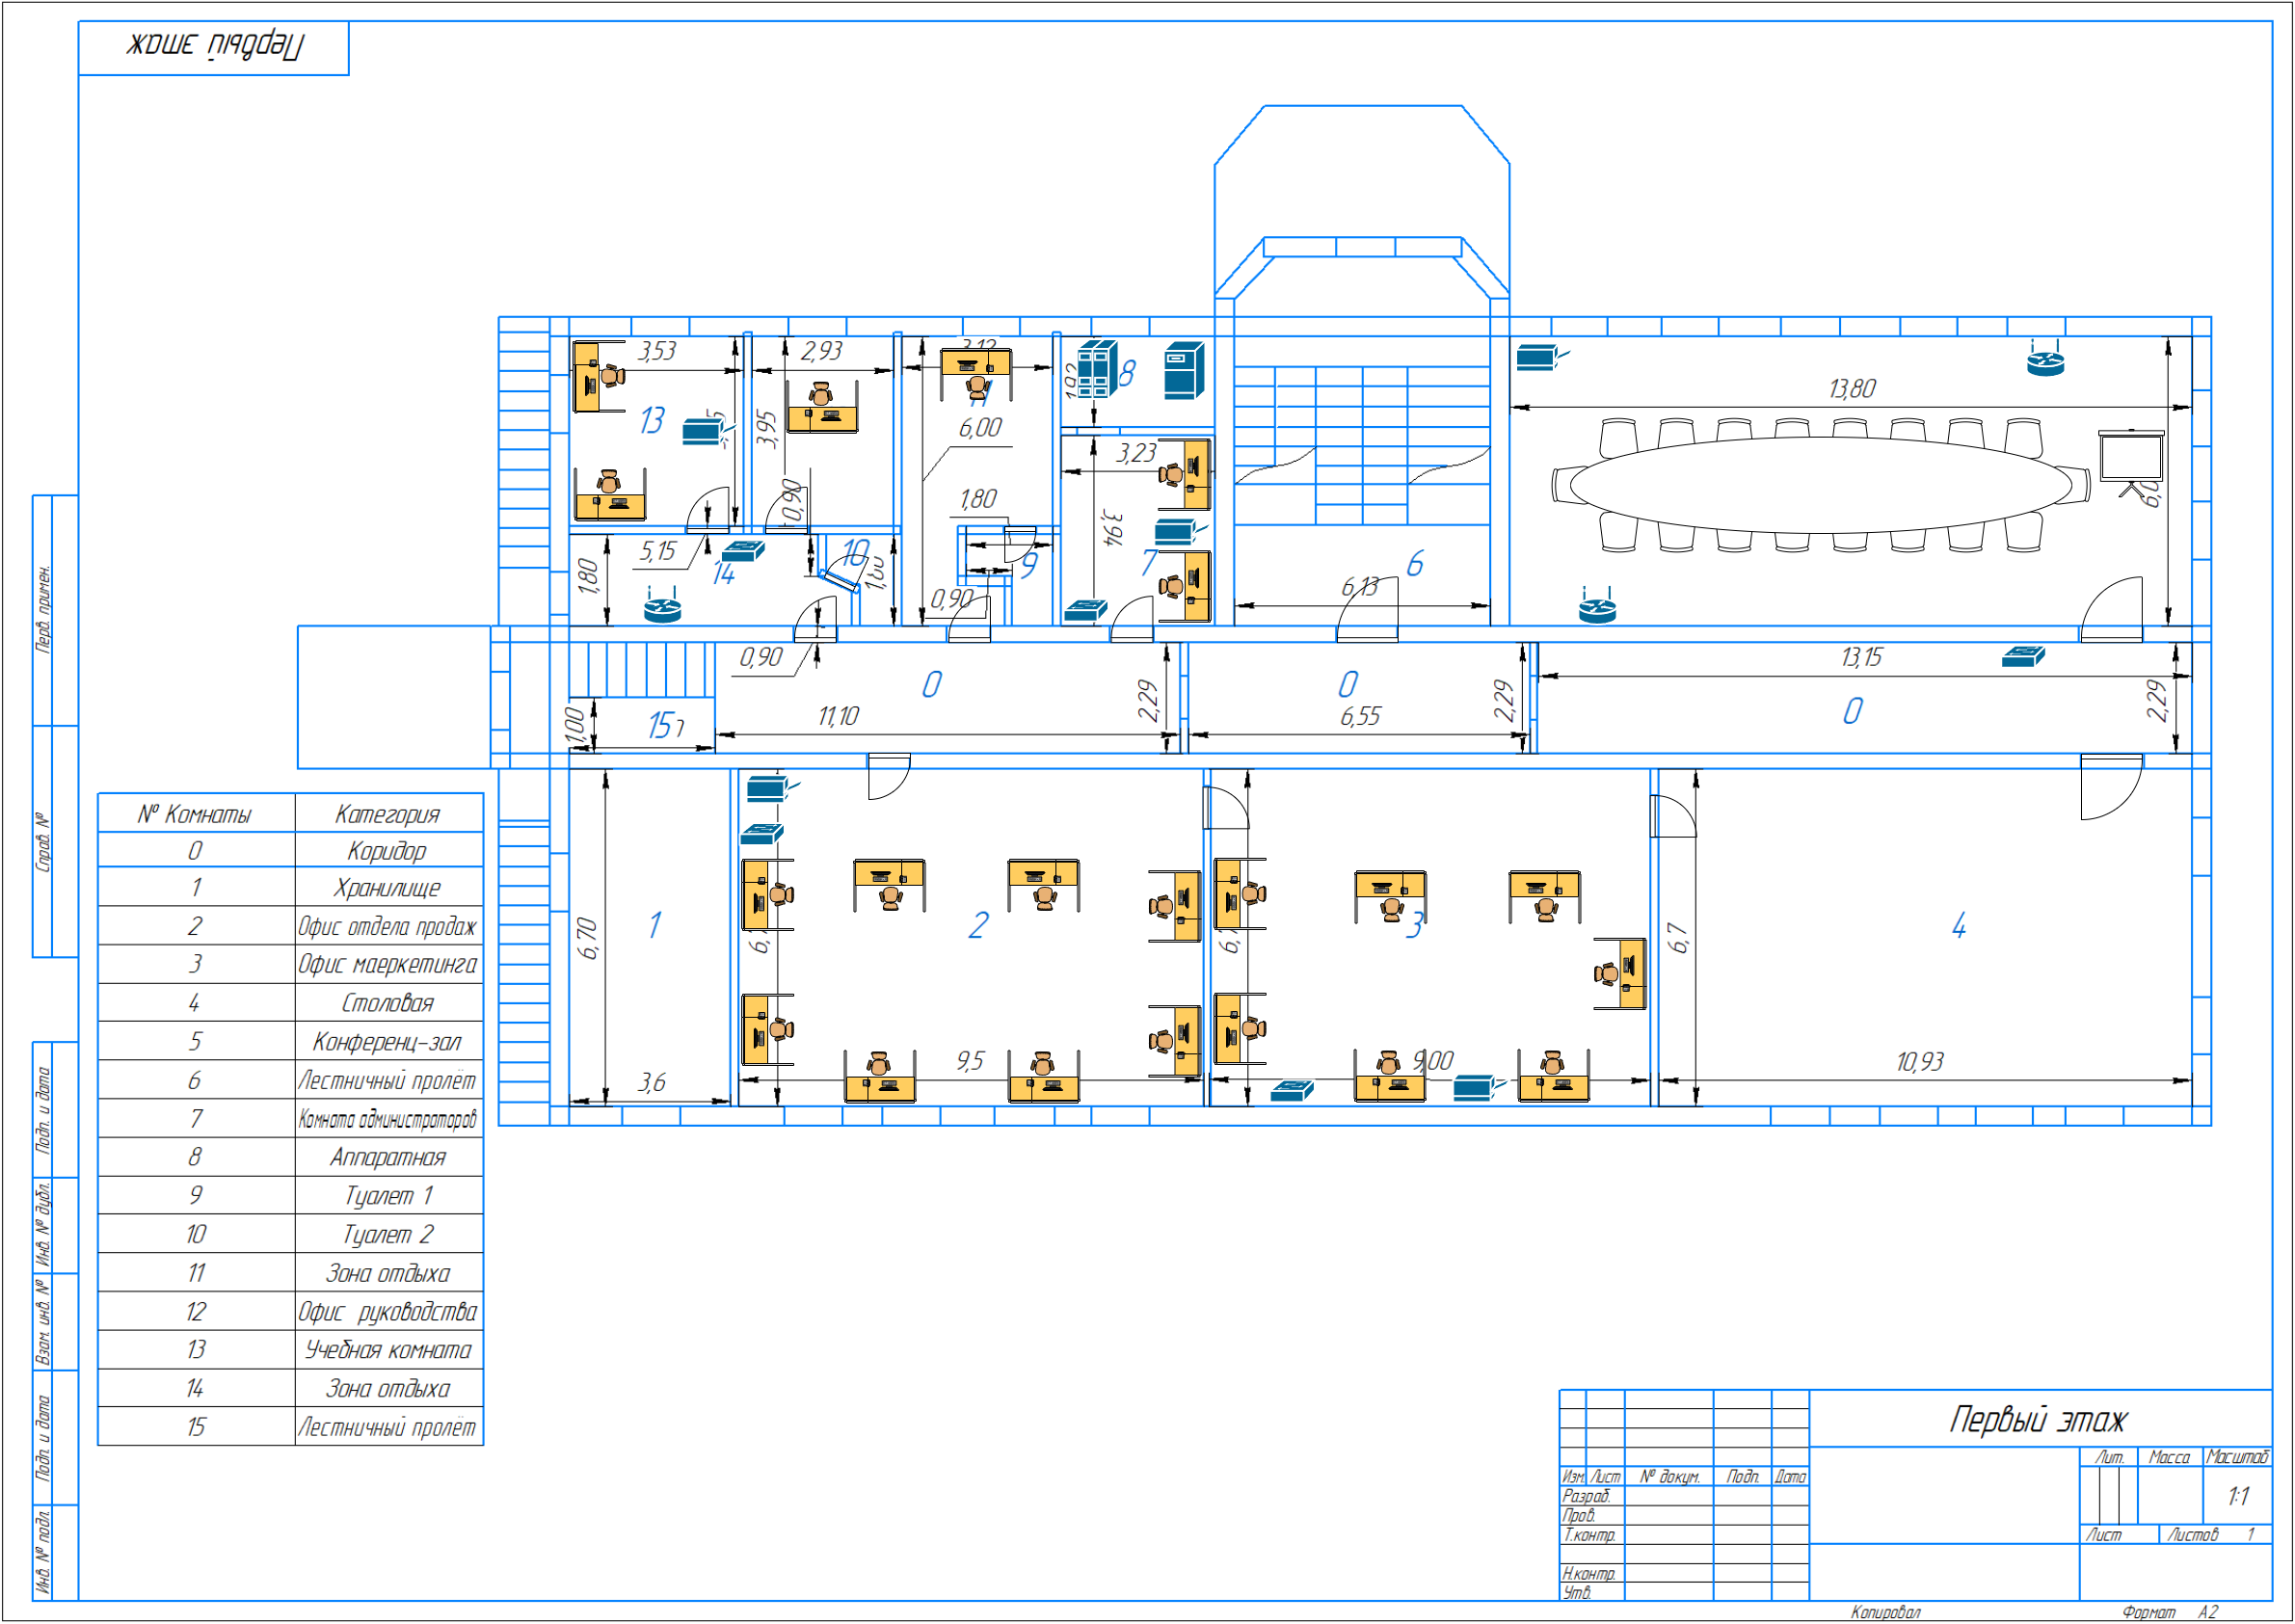 Первый этаж
3,53
2,93
3,12
8
13,80
13
3,95
6,00
3,23
1,80
0,90
3,94
5,15
14
10
9
7
6
1,80
0,90
6,13
0,90
0
0
13,15
2,29
2,29
2,29
11,10
6,55
0
1,00
15
6,70
1
2
3
6,7
4
3,6
9,5
9,00
10,93
№ Комнаты Категория
0 Коридор
1 Хранилище
2 Офис отдела продаж
3 Офис маеркетинга
4 Столовая
5 Конференц-зал
6 Лестничный пролёт
7 Комната администраторов
8 Аппаратная
9 Туалет 1
10 Туалет 2
11 Зона отдыха
12 Офис руководства
13 Учебная комната
14 Зона отдыха
15 Лестничный пролёт
Перв. примен.
Справ. №
Подп. и дата
Инв. № дубл.
Взам. инв. №
Подп. и дата
Инв. № подл.
Первый этаж
Лит. Масса Масштаб
1:1
Изм. Лист № докум. Подп. Дата
Разраб.
Пров.
Т.контр.
Лист Листов 1
Н.контр.
Утв.
Копировал Формат А2